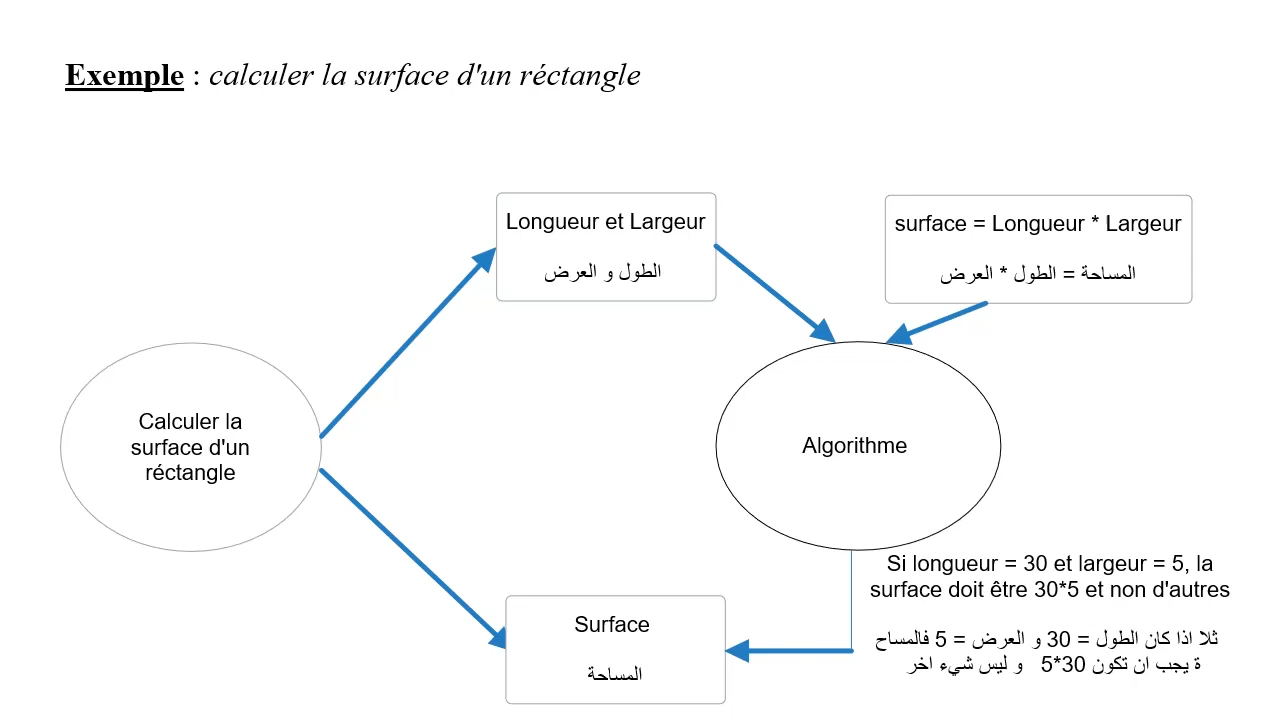 Exemple : calculer la surface d'un réctangle
Longueur et Largeur
الطول و العرض
surface = Longueur * Largeur
المساحة = الطول * العرض
Calculer la
surface d'un
réctangle
Algorithme
Si longueur = 30 et largeur = 5, la
surface doit être 30*5 et non d'autres
ثلا اذا كان الطول = 30 و العرض = 5 فالمساح
ة يجب ان تكون 30*5 و ليس شيء اخر
Surface
المساحة